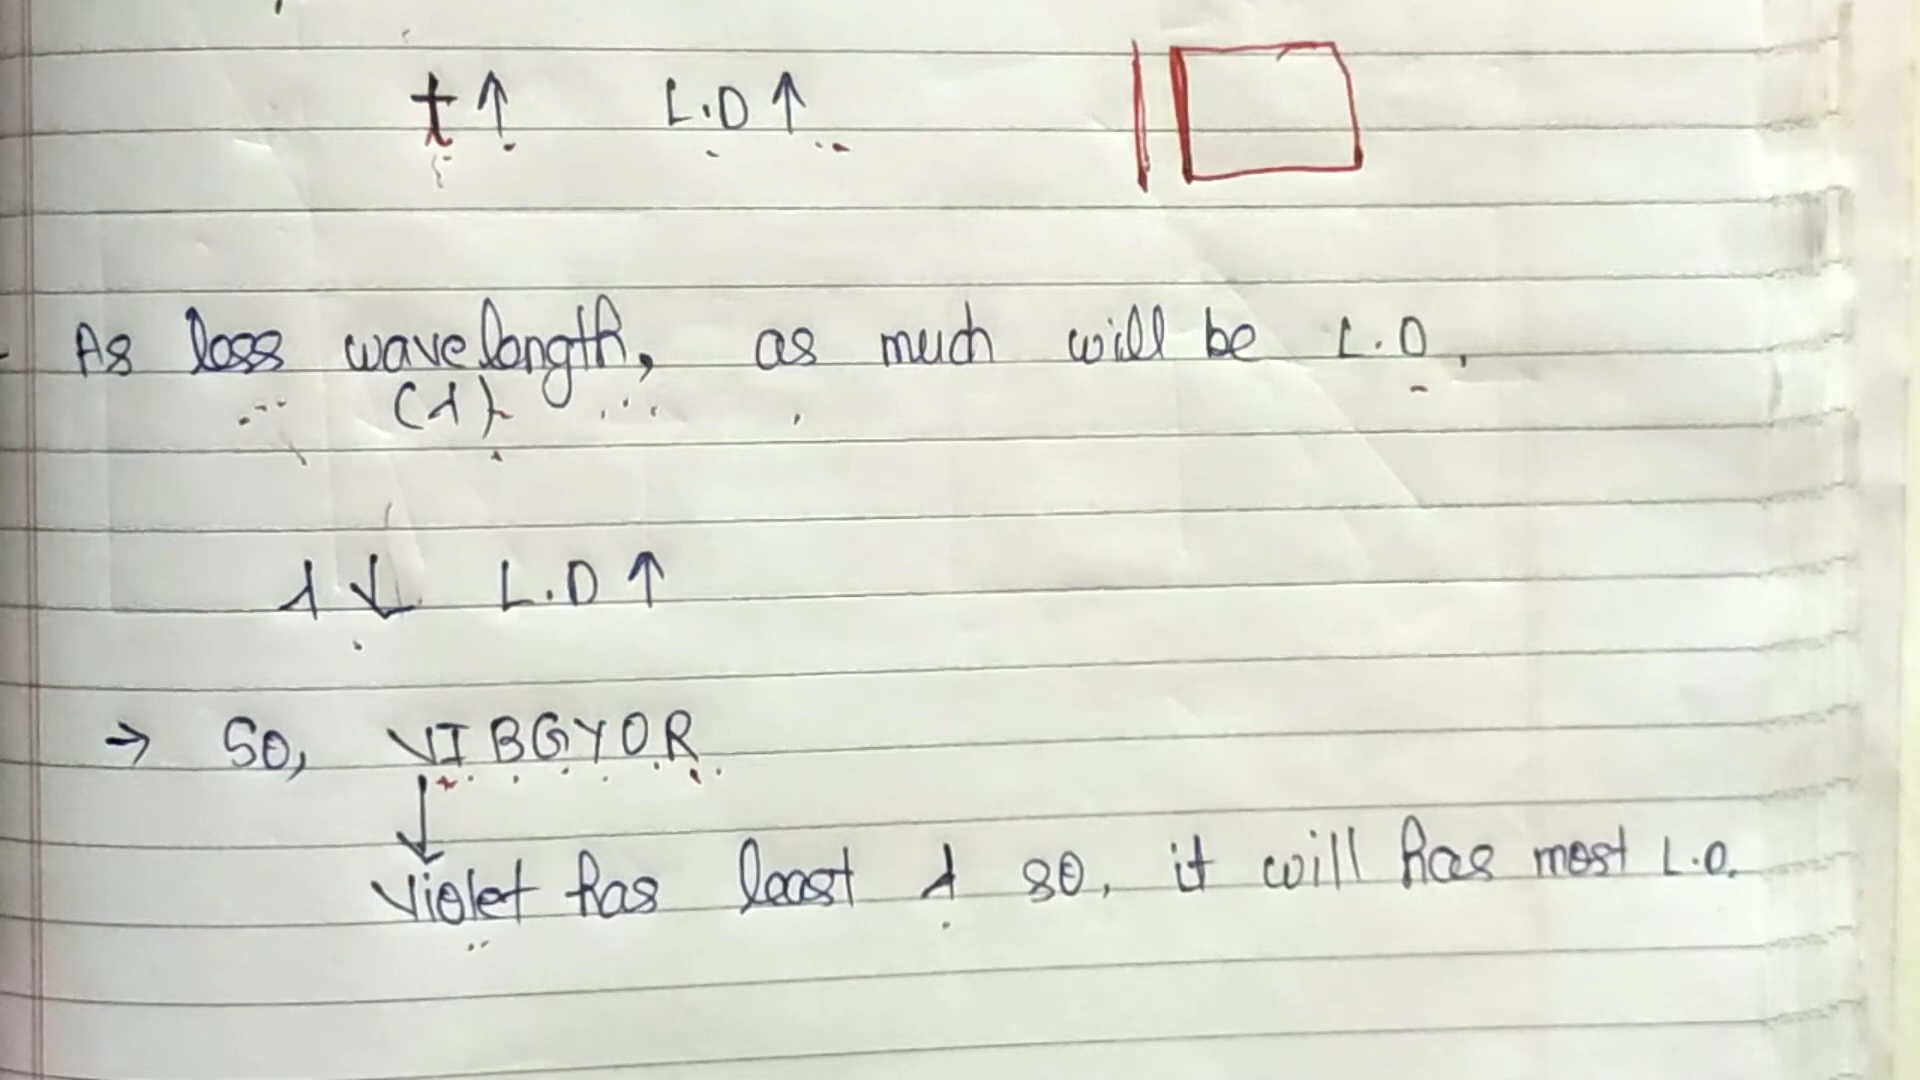 t↑ L.D↑
As less wavelength, as much will be L.D.
(λ)
λ↓ L.D↑
→ So, VIBGYOR
↓
Violet has least λ so, it will has most L.D.